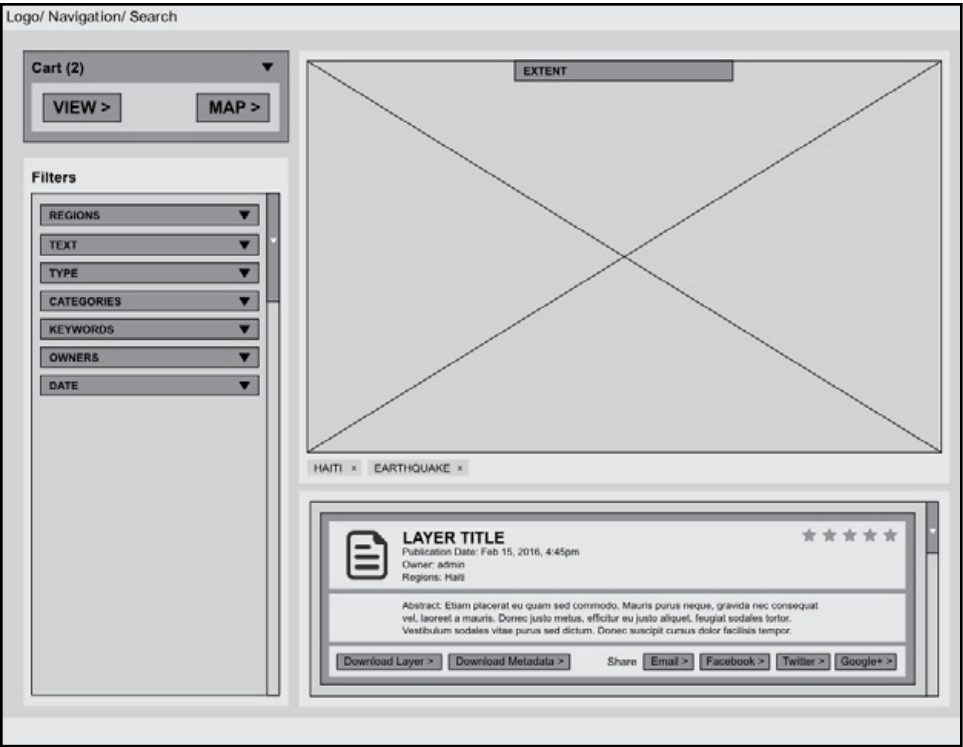 Logo/ Navigation/ Search
Cart (2)
VIEW >
MAP >
Filters
REGIONS
TEXT
TYPE
CATEGORIES
KEYWORDS
OWNERS
DATE
EXTENT
HAITI ×
EARTHQUAKE ×
LAYER TITLE
Publication Date: Feb 15, 2016, 4:45pm
Owner: admin
Regions: Haiti
Abstract: Etiam placerat eu quam sed commodo. Mauris purus neque, gravida nec consequat
vel, laoreet a mauris. Donec justo metus, efficitur eu justo aliquet, feugiat sodales tortor.
Vestibulum sodales vitae purus sed dictum. Donec suscipit cursus dolor facilisis tempor.
Download Layer >
Download Metadata >
Share
Email >
Facebook >
Twitter >
Google+ >